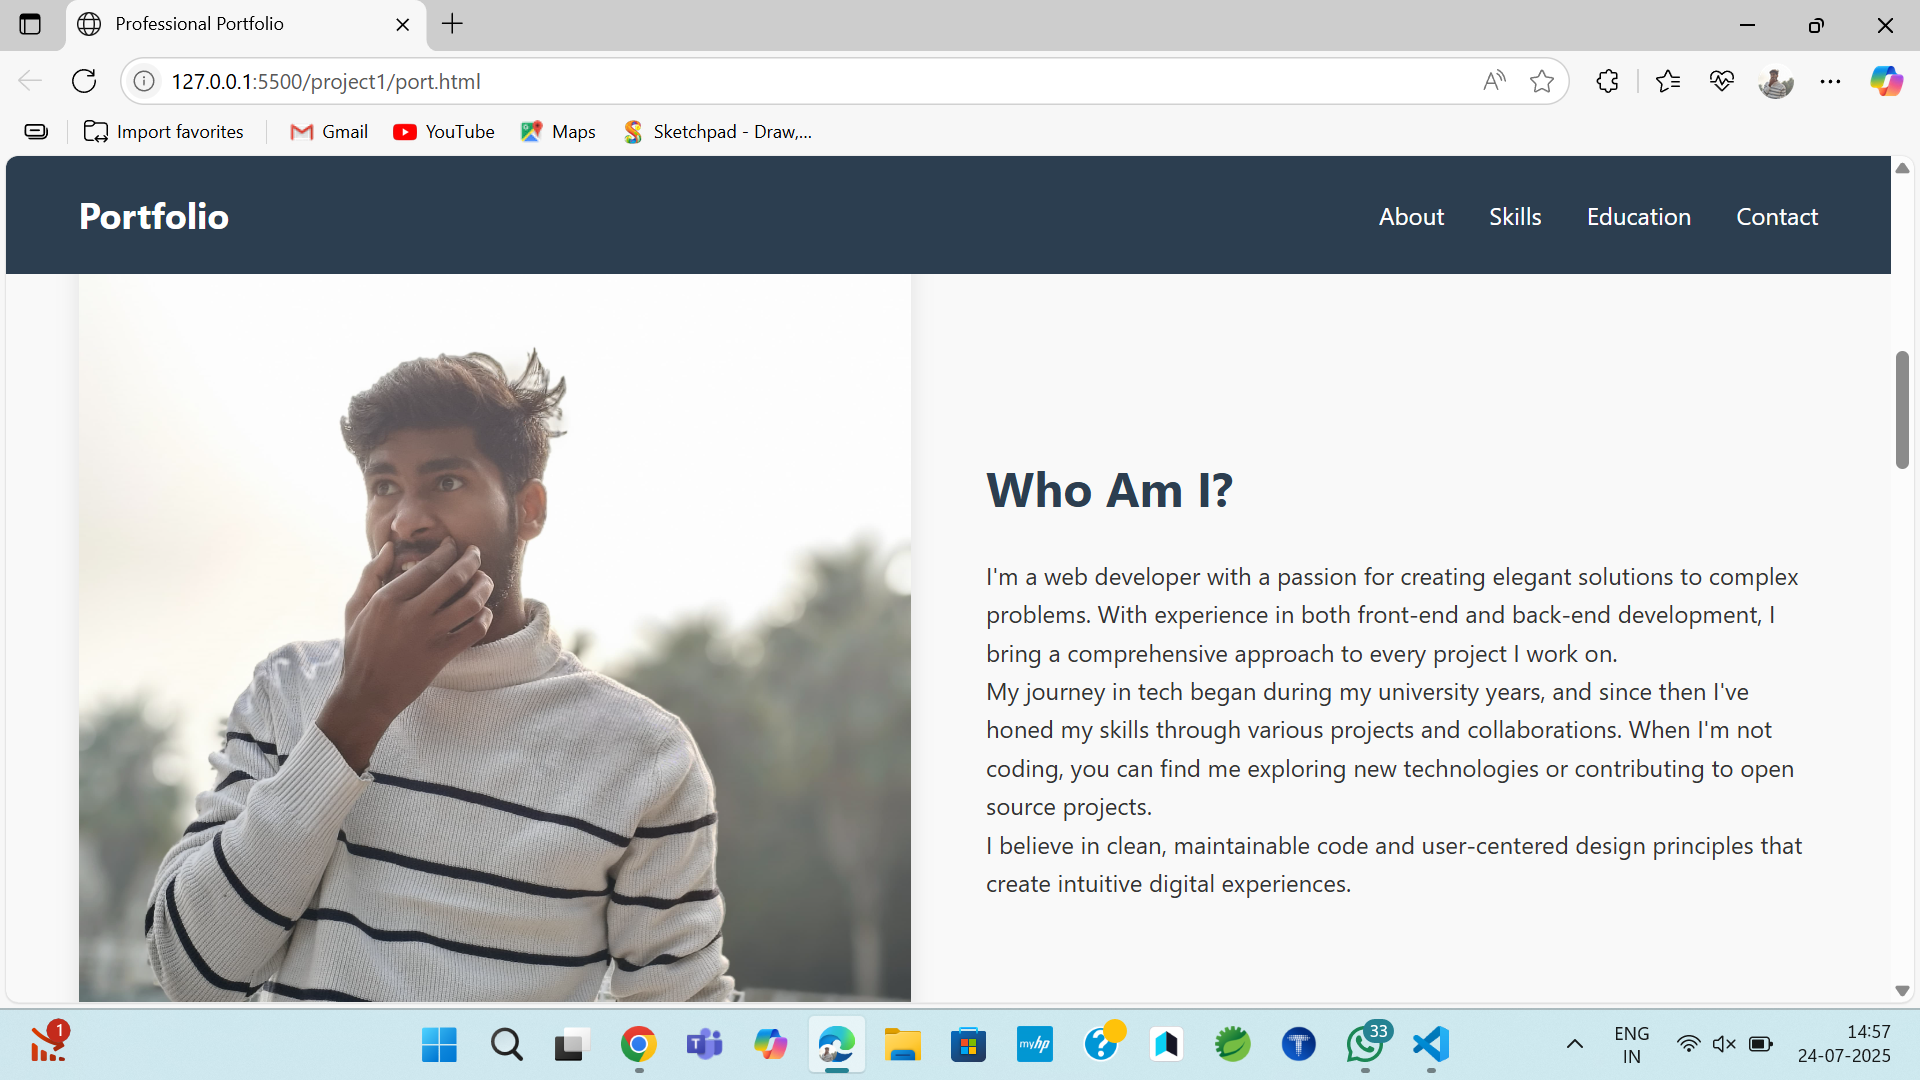 Professional Portfolio
127.0.0.1:5500/project1/port.html
Import favorites
Gmail
YouTube
Maps
Sketchpad - Draw,...
Portfolio
About
Skills
Education
Contact
Who Am I?
I'm a web developer with a passion for creating elegant solutions to complex
problems. With experience in both front-end and back-end development, I
bring a comprehensive approach to every project I work on.
My journey in tech began during my university years, and since then I've
honed my skills through various projects and collaborations. When I'm not
coding, you can find me exploring new technologies or contributing to open
source projects.
I believe in clean, maintainable code and user-centered design principles that
create intuitive digital experiences.
1
myhp
33
ENG
IN
14:57
24-07-2025